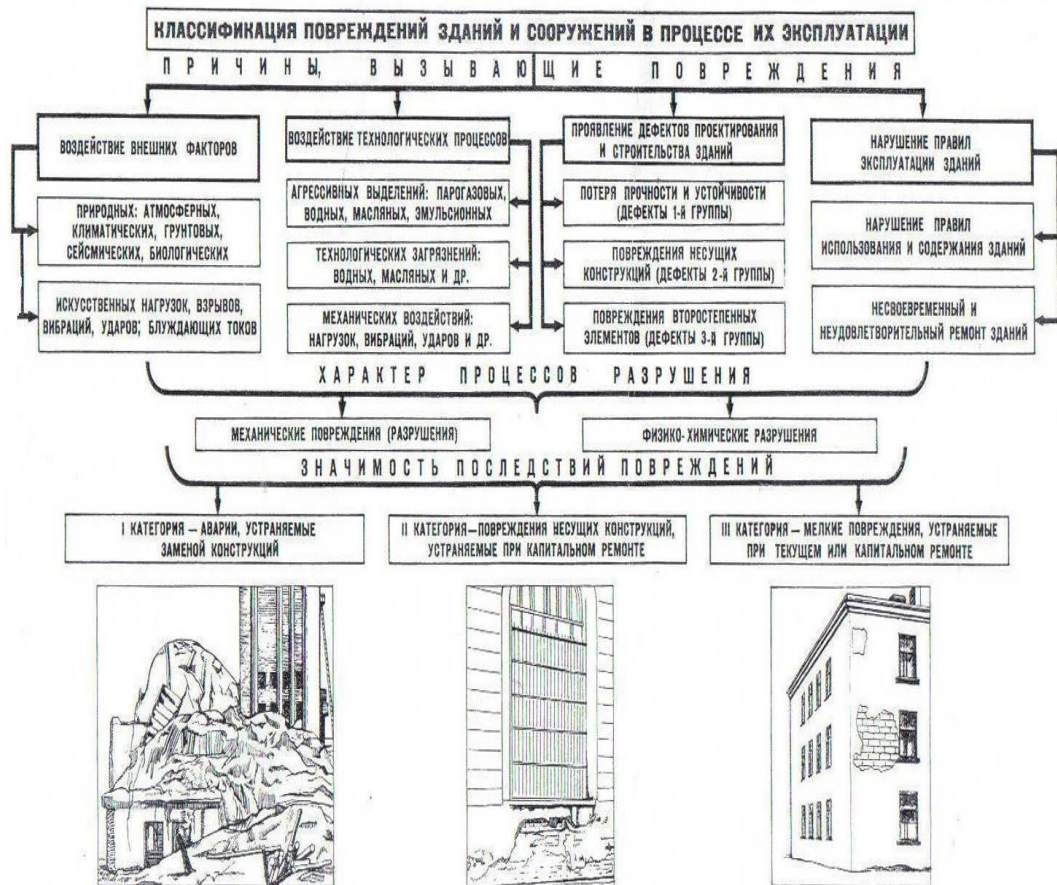 КЛАССИФИКАЦИЯ ПОВРЕЖДЕНИЙ ЗДАНИЙ И СООРУЖЕНИЙ В ПРОЦЕССЕ ИХ ЭКСПЛУАТАЦИИ
ПРИЧИНЫ, ВЫЗЫВАЮЩИЕ ПОВРЕЖДЕНИЯ
ВОЗДЕЙСТВИЕ ВНЕШНИХ ФАКТОРОВ
ПРИРОДНЫХ: АТМОСФЕРНЫХ,
КЛИМАТИЧЕСКИХ, ГРУНТОВЫХ,
СЕЙСМИЧЕСКИХ, БИОЛОГИЧЕСКИХ
ИСКУССТВЕННЫХ НАГРУЗОК, ВЗРЫВОВ,
ВИБРАЦИЙ, УДАРОВ; БЛУЖДАЮЩИХ ТОКОВ
ВОЗДЕЙСТВИЕ ТЕХНОЛОГИЧЕСКИХ ПРОЦЕССОВ
АГРЕССИВНЫХ ВЫДЕЛЕНИЙ: ПАРОГАЗОВЫХ,
ВОДНЫХ, МАСЛЯНЫХ, ЭМУЛЬСИОННЫХ
ТЕХНОЛОГИЧЕСКИХ ЗАГРЯЗНЕНИЙ:
ВОДНЫХ, МАСЛЯНЫХ И ДР.
МЕХАНИЧЕСКИХ ВОЗДЕЙСТВИЙ:
НАГРУЗОК, ВИБРАЦИЙ, УДАРОВ И ДР.
ПРОЯВЛЕНИЕ ДЕФЕКТОВ ПРОЕКТИРОВАНИЯ
И СТРОИТЕЛЬСТВА ЗДАНИЙ
ПОТЕРЯ ПРОЧНОСТИ И УСТОЙЧИВОСТИ
(ДЕФЕКТЫ 1-й ГРУППЫ)
ПОВРЕЖДЕНИЯ НЕСУЩИХ
КОНСТРУКЦИЙ (ДЕФЕКТЫ 2-й ГРУППЫ)
ПОВРЕЖДЕНИЯ ВТОРОСТЕПЕННЫХ
ЭЛЕМЕНТОВ (ДЕФЕКТЫ 3-й ГРУППЫ)
НАРУШЕНИЕ ПРАВИЛ
ЭКСПЛУАТАЦИИ ЗДАНИЙ
НАРУШЕНИЕ ПРАВИЛ
ИСПОЛЬЗОВАНИЯ И СОДЕРЖАНИЯ ЗДАНИЙ
НЕСВОЕВРЕМЕННЫЙ И
НЕУДОВЛЕТВОРИТЕЛЬНЫЙ РЕМОНТ ЗДАНИЙ
ХАРАКТЕР ПРОЦЕССОВ РАЗРУШЕНИЯ
МЕХАНИЧЕСКИЕ ПОВРЕЖДЕНИЯ (РАЗРУШЕНИЯ)
ФИЗИКО-ХИМИЧЕСКИЕ РАЗРУШЕНИЯ
ЗНАЧИМОСТЬ ПОСЛЕДСТВИЙ ПОВРЕЖДЕНИЙ
I КАТЕГОРИЯ — АВАРИИ, УСТРАНЯЕМЫЕ
ЗАМЕНОЙ КОНСТРУКЦИЙ
II КАТЕГОРИЯ—ПОВРЕЖДЕНИЯ НЕСУЩИХ КОНСТРУКЦИЙ,
УСТРАНЯЕМЫЕ ПРИ КАПИТАЛЬНОМ РЕМОНТЕ
III КАТЕГОРИЯ — МЕЛКИЕ ПОВРЕЖДЕНИЯ, УСТРАНЯЕМЫЕ
ПРИ ТЕКУЩЕМ ИЛИ КАПИТАЛЬНОМ РЕМОНТЕ